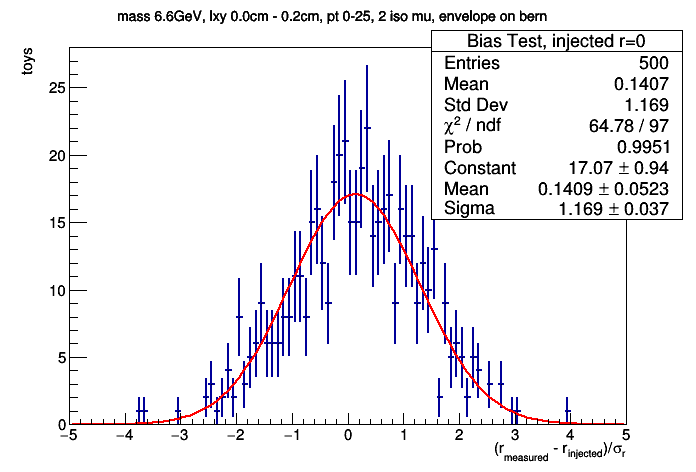 mass 6.6GeV, lxy 0.0cm - 0.2cm, pt 0-25, 2 iso mu, envelope on bern
Bias Test, injected r=0
Entries 500
Mean 0.1407
Std Dev 1.169
χ² / ndf 64.78 / 97
Prob 0.9951
Constant 17.07 ± 0.94
Mean 0.1409 ± 0.0523
Sigma 1.169 ± 0.037
toys
25
20
15
10
5
0
−5 −4 −3 −2 −1 0 1 2 3 4 5
(r_measured - r_injected)/σ_r